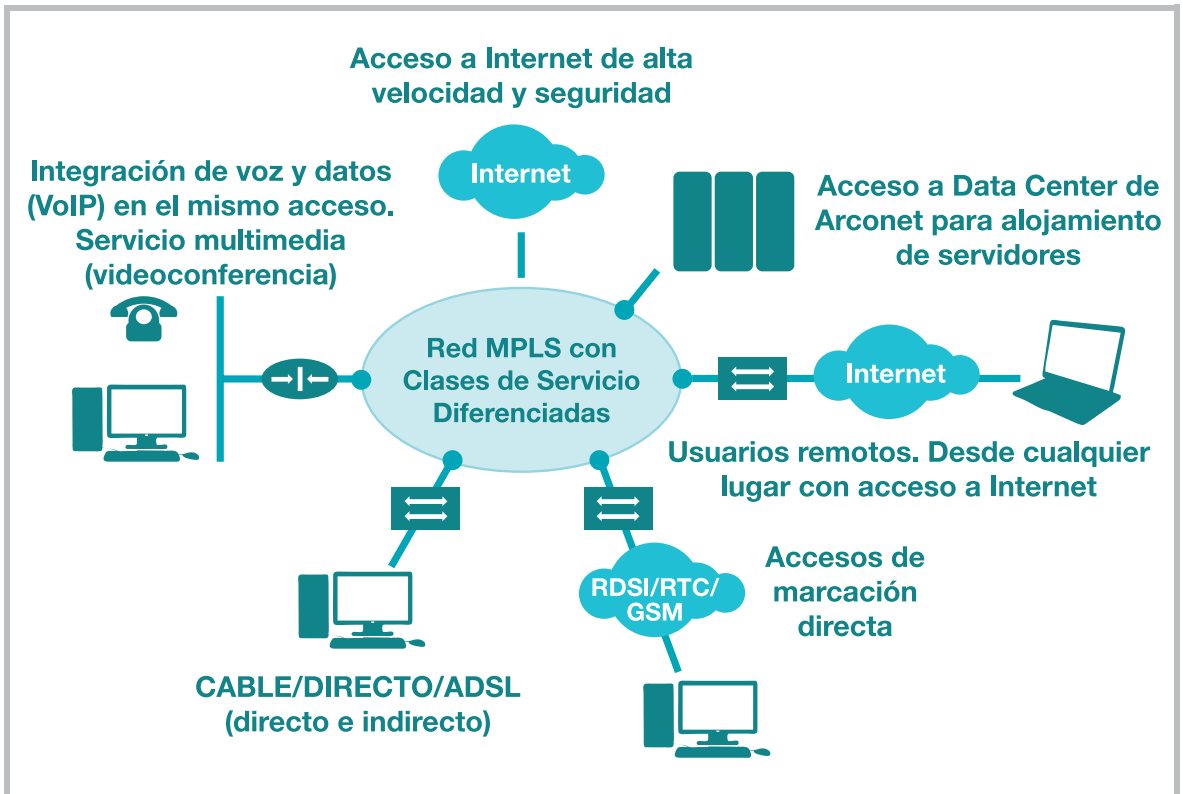 Acceso a Internet de alta
velocidad y seguridad
Internet
Integración de voz y datos
(VoIP) en el mismo acceso.
Servicio multimedia
(videoconferencia)
Acceso a Data Center de
Arconet para alojamiento
de servidores
Red MPLS con
Clases de Servicio
Diferenciadas
Internet
Usuarios remotos. Desde cualquier
lugar con acceso a Internet
RDSI/RTC/
GSM
Accesos de
marcación
directa
CABLE/DIRECTO/ADSL
(directo e indirecto)